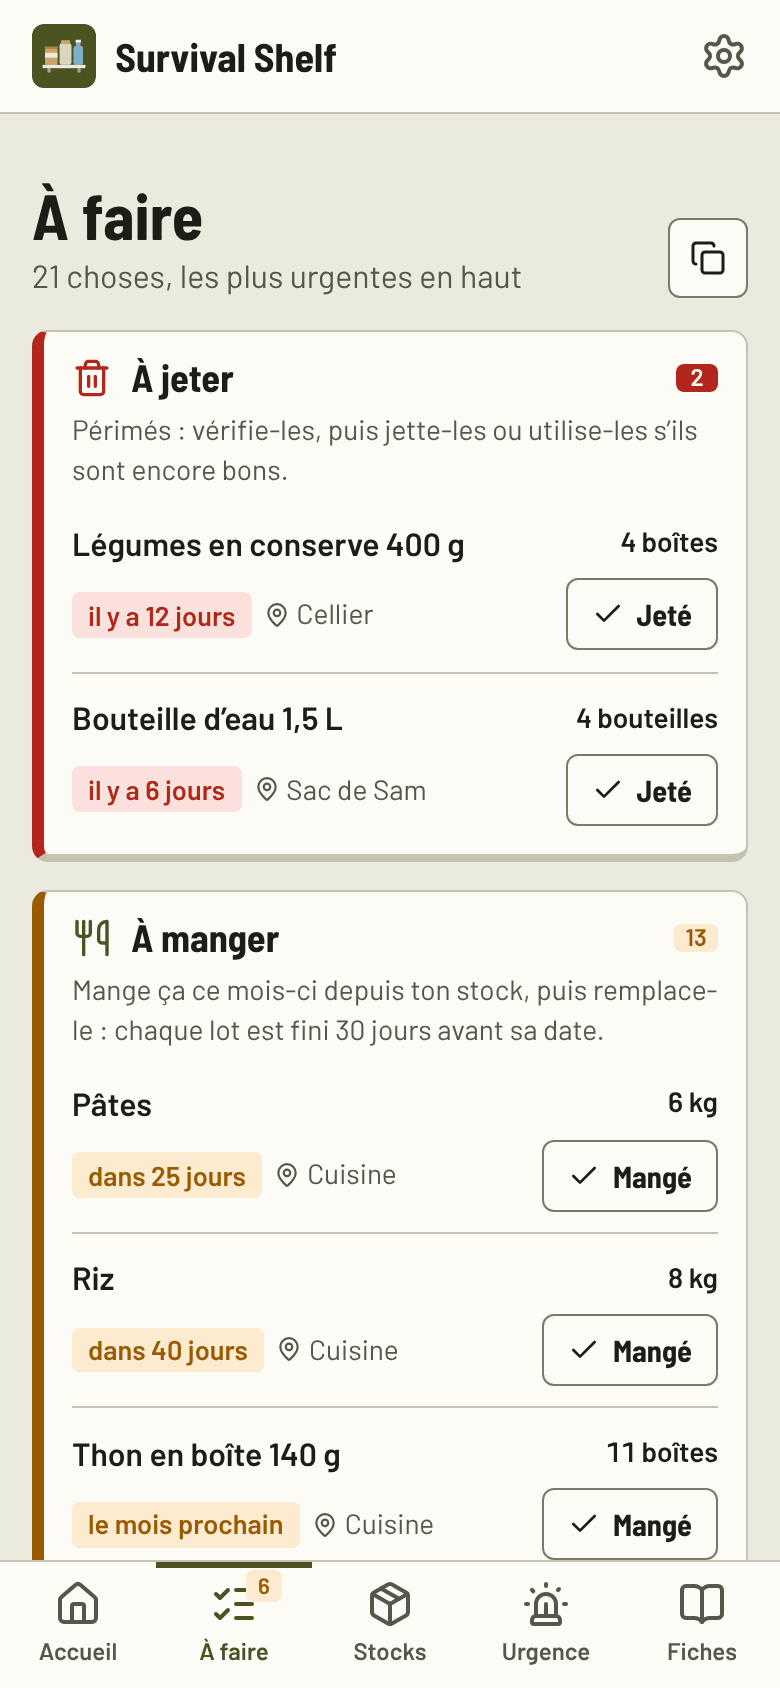 Survival Shelf
À faire
21 choses, les plus urgentes en haut
À jeter
2
Périmés : vérifie-les, puis jette-les ou utilise-les s’ils
sont encore bons.
Légumes en conserve 400 g
4 boîtes
il y a 12 jours
Cellier
Jeté
Bouteille d’eau 1,5 L
4 bouteilles
il y a 6 jours
Sac de Sam
Jeté
À manger
13
Mange ça ce mois-ci depuis ton stock, puis remplace-
le : chaque lot est fini 30 jours avant sa date.
Pâtes
6 kg
dans 25 jours
Cuisine
Mangé
Riz
8 kg
dans 40 jours
Cuisine
Mangé
Thon en boîte 140 g
11 boîtes
le mois prochain
Cuisine
Mangé
6
Accueil
À faire
Stocks
Urgence
Fiches